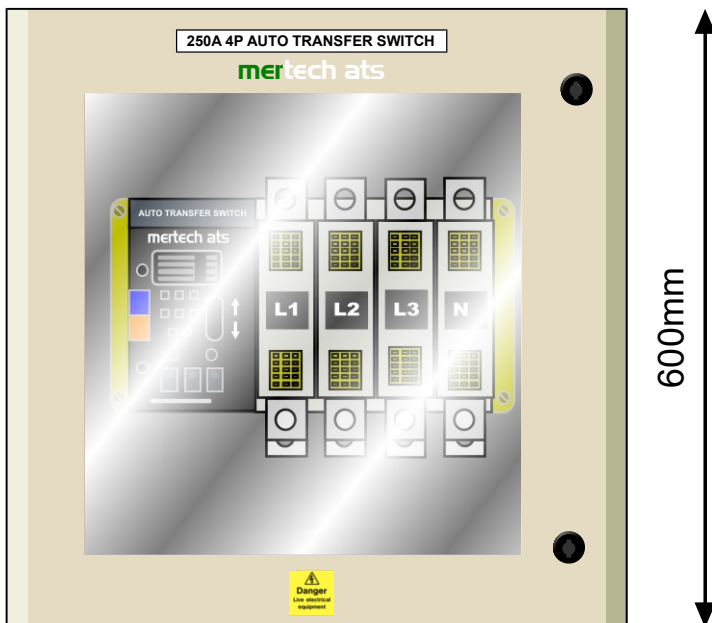 250A 4P AUTO TRANSFER SWITCH
mertech ats
AUTO TRANSFER SWITCH
mertech ats
L1 L2 L3 N
600mm
Danger
Live electrical
equipment